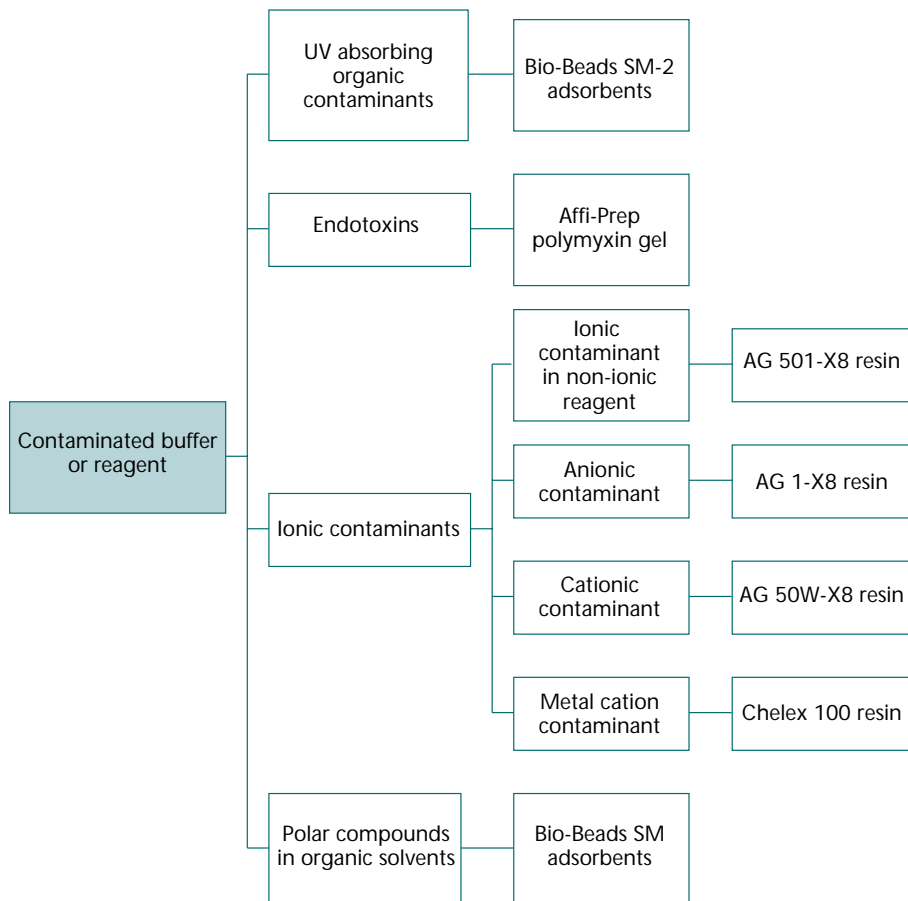 UV absorbing
organic
contaminants
Bio-Beads SM-2
adsorbents
Endotoxins
Affi-Prep
polymyxin gel
Contaminated buffer
or reagent
Ionic contaminants
Ionic
contaminant
in non-ionic
reagent
AG 501-X8 resin
Anionic
contaminant
AG 1-X8 resin
Cationic
contaminant
AG 50W-X8 resin
Metal cation
contaminant
Chelex 100 resin
Polar compounds
in organic solvents
Bio-Beads SM
adsorbents